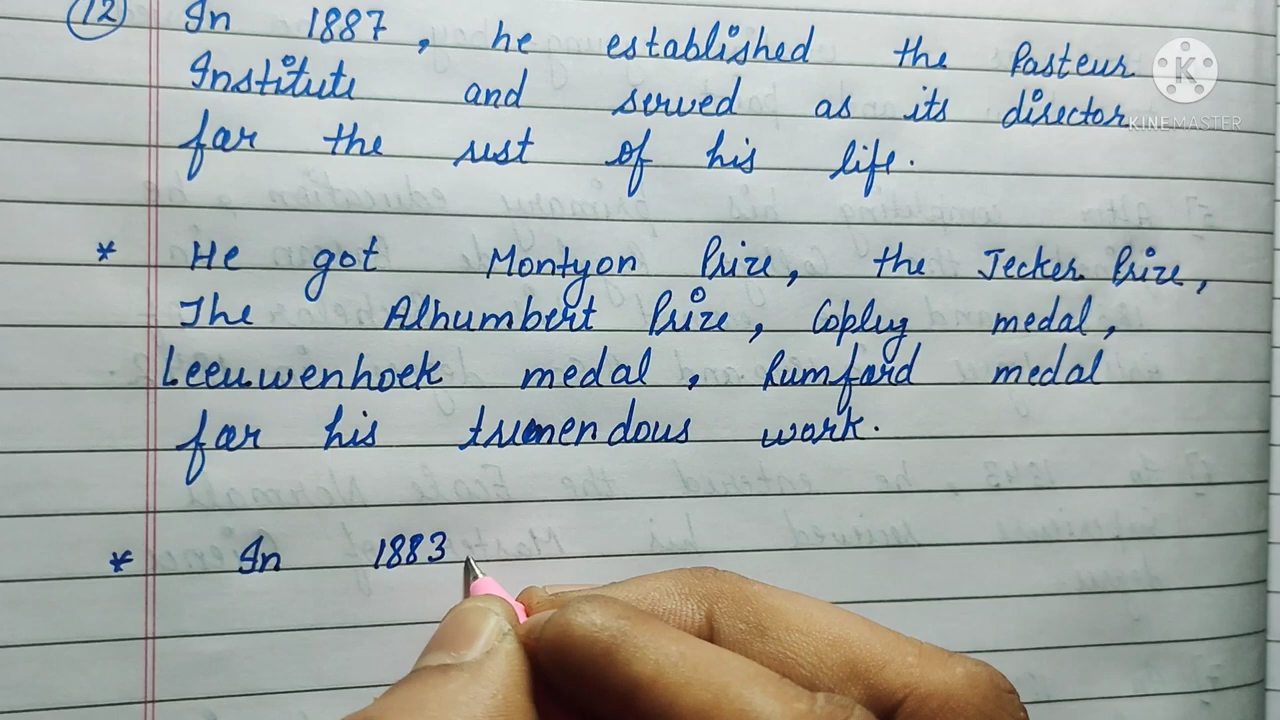 12 In 1887, he established the Pasteur
Institute and served as its director
for the rest of his life.
* He got Montyon Prize, the Jecker Prize,
The Alhumbert Prize, Copley medal,
Leeuwenhoek medal, Rumford medal
for his tremendous work.
* In 1883
K
KINEMASTER